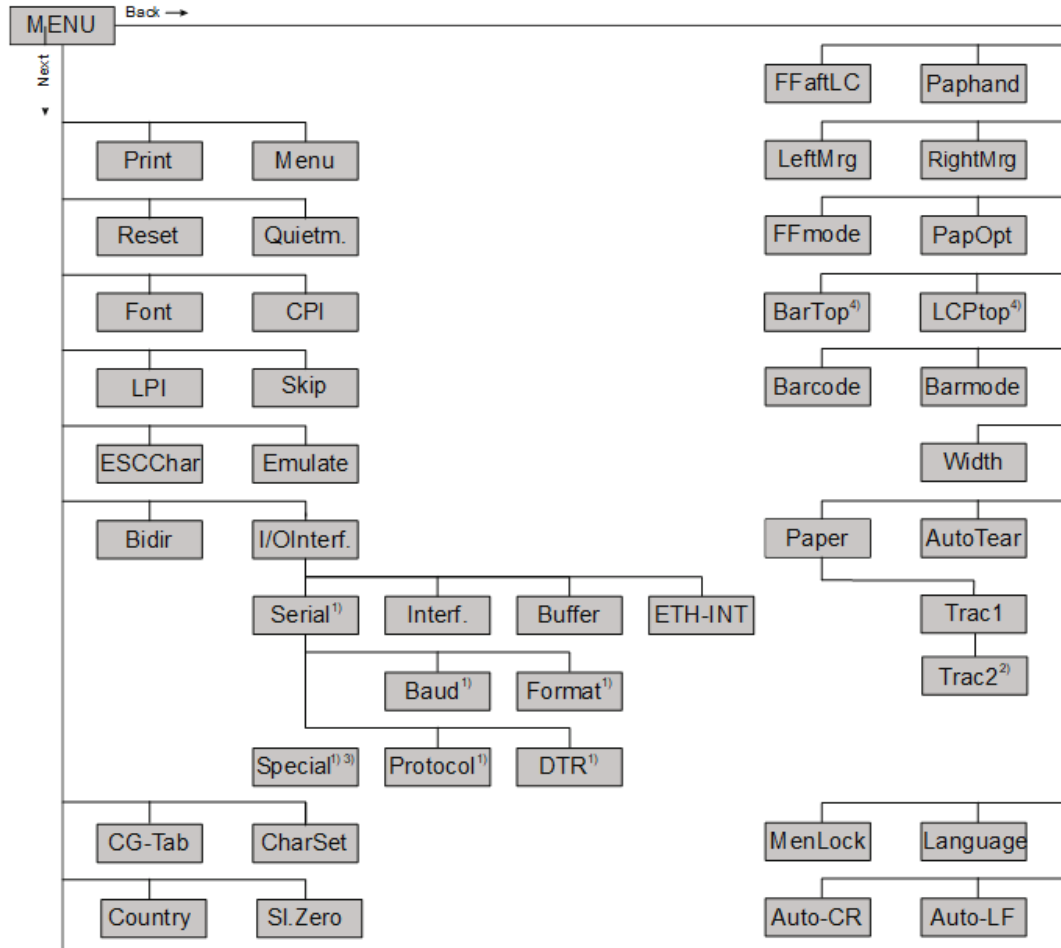 MENU Back →
Next
FFaftLC Paphand
Print Menu LeftMrg RightMrg
Reset Quietm. FFmode PapOpt
Font CPI BarTop4) LCPtop4)
LPI Skip Barcode Barmode
ESCChar Emulate Width
Bidir I/OInterf. Paper AutoTear
Serial1) Interf. Buffer ETH-INT Trac1
Baud1) Format1) Trac22)
Special1) 3) Protocol1) DTR1)
CG-Tab CharSet MenLock Language
Country Sl.Zero Auto-CR Auto-LF